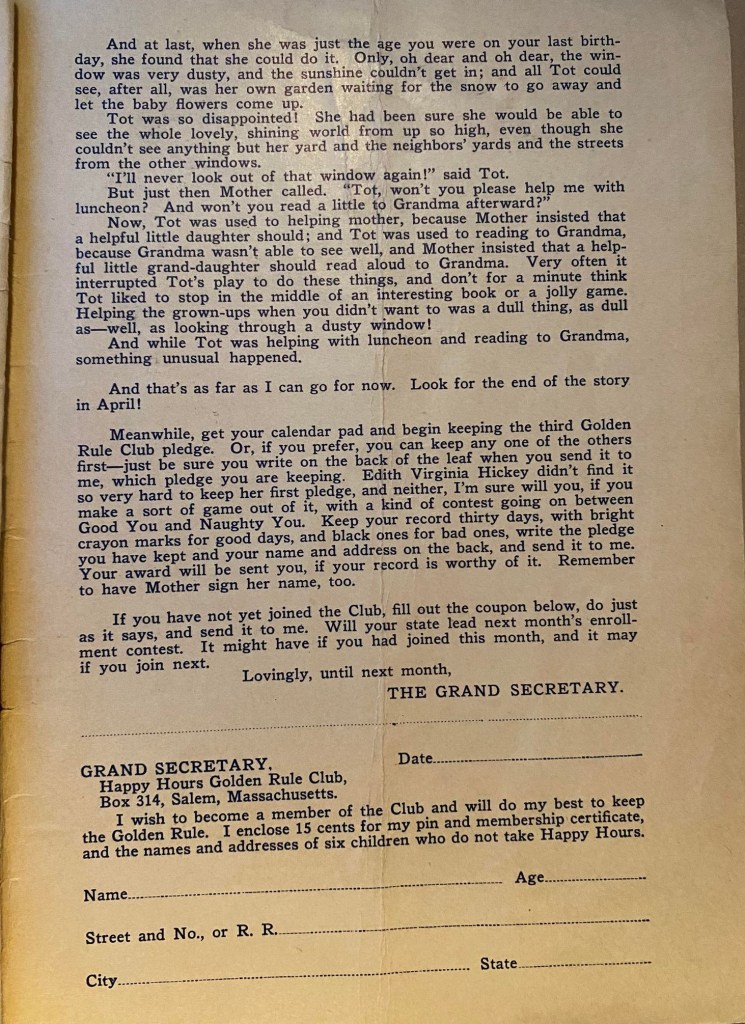 And at last, when she was just the age you were on your last birth-
day, she found that she could do it. Only, oh dear and oh dear, the win-
dow was very dusty, and the sunshine couldn't get in; and all Tot could
see, after all, was her own garden waiting for the snow to go away and
let the baby flowers come up.
Tot was so disappointed! She had been sure she would be able to
see the whole lovely, shining world from up so high, even though she
couldn't see anything but her yard and the neighbors' yards and the streets
from the other windows.
"I'll never look out of that window again!" said Tot.
But just then Mother called. "Tot, won't you please help me with
luncheon? And won't you read a little to Grandma afterward?"
Now, Tot was used to helping mother, because Mother insisted that
a helpful little daughter should; and Tot was used to reading to Grandma,
because Grandma wasn't able to see well, and Mother insisted that a help-
ful little grand-daughter should read aloud to Grandma. Very often it
interrupted Tot's play to do these things, and don't for a minute think
Tot liked to stop in the middle of an interesting book or a jolly game.
Helping the grown-ups when you didn't want to was a dull thing, as dull
as—well, as looking through a dusty window!
And while Tot was helping with luncheon and reading to Grandma,
something unusual happened.
And that's as far as I can go for now. Look for the end of the story
in April!
Meanwhile, get your calendar pad and begin keeping the third Golden
Rule Club pledge. Or, if you prefer, you can keep any one of the others
first—just be sure you write on the back of the leaf when you send it to
me, which pledge you are keeping. Edith Virginia Hickey didn't find it
so very hard to keep her first pledge, and neither, I'm sure will you, if you
make a sort of game out of it, with a kind of contest going on between
Good You and Naughty You. Keep your record thirty days, with bright
crayon marks for good days, and black ones for bad ones, write the pledge
you have kept and your name and address on the back, and send it to me.
Your award will be sent you, if your record is worthy of it. Remember
to have Mother sign her name, too.
If you have not yet joined the Club, fill out the coupon below, do just
as it says, and send it to me. Will your state lead next month's enroll-
ment contest. It might have if you had joined this month, and it may
if you join next.
Lovingly, until next month,
THE GRAND SECRETARY.
Date
GRAND SECRETARY.
Happy Hours Golden Rule Club,
Box 314, Salem, Massachusetts.
I wish to become a member of the Club and will do my best to keep
the Golden Rule. I enclose 15 cents for my pin and membership certificate,
and the names and addresses of six children who do not take Happy Hours.
Name Age
Street and No., or R. R.
City State